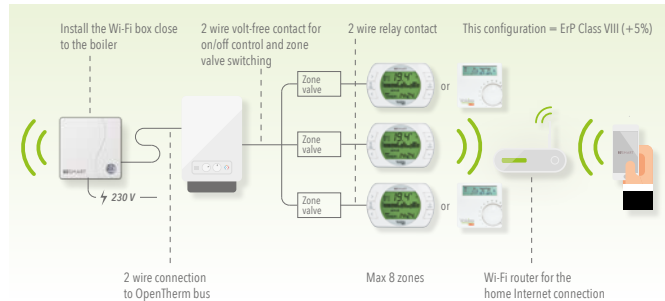 Install the Wi-Fi box close
to the boiler
2 wire volt-free contact for
on/off control and zone
valve switching
2 wire relay contact
This configuration = ErP Class VIII (+5%)
Zone
valve
or
Zone
valve
Zone
valve
or
SMART
230 V
2 wire connection
to OpenTherm bus
Max 8 zones
Wi-Fi router for the
home Internet connection